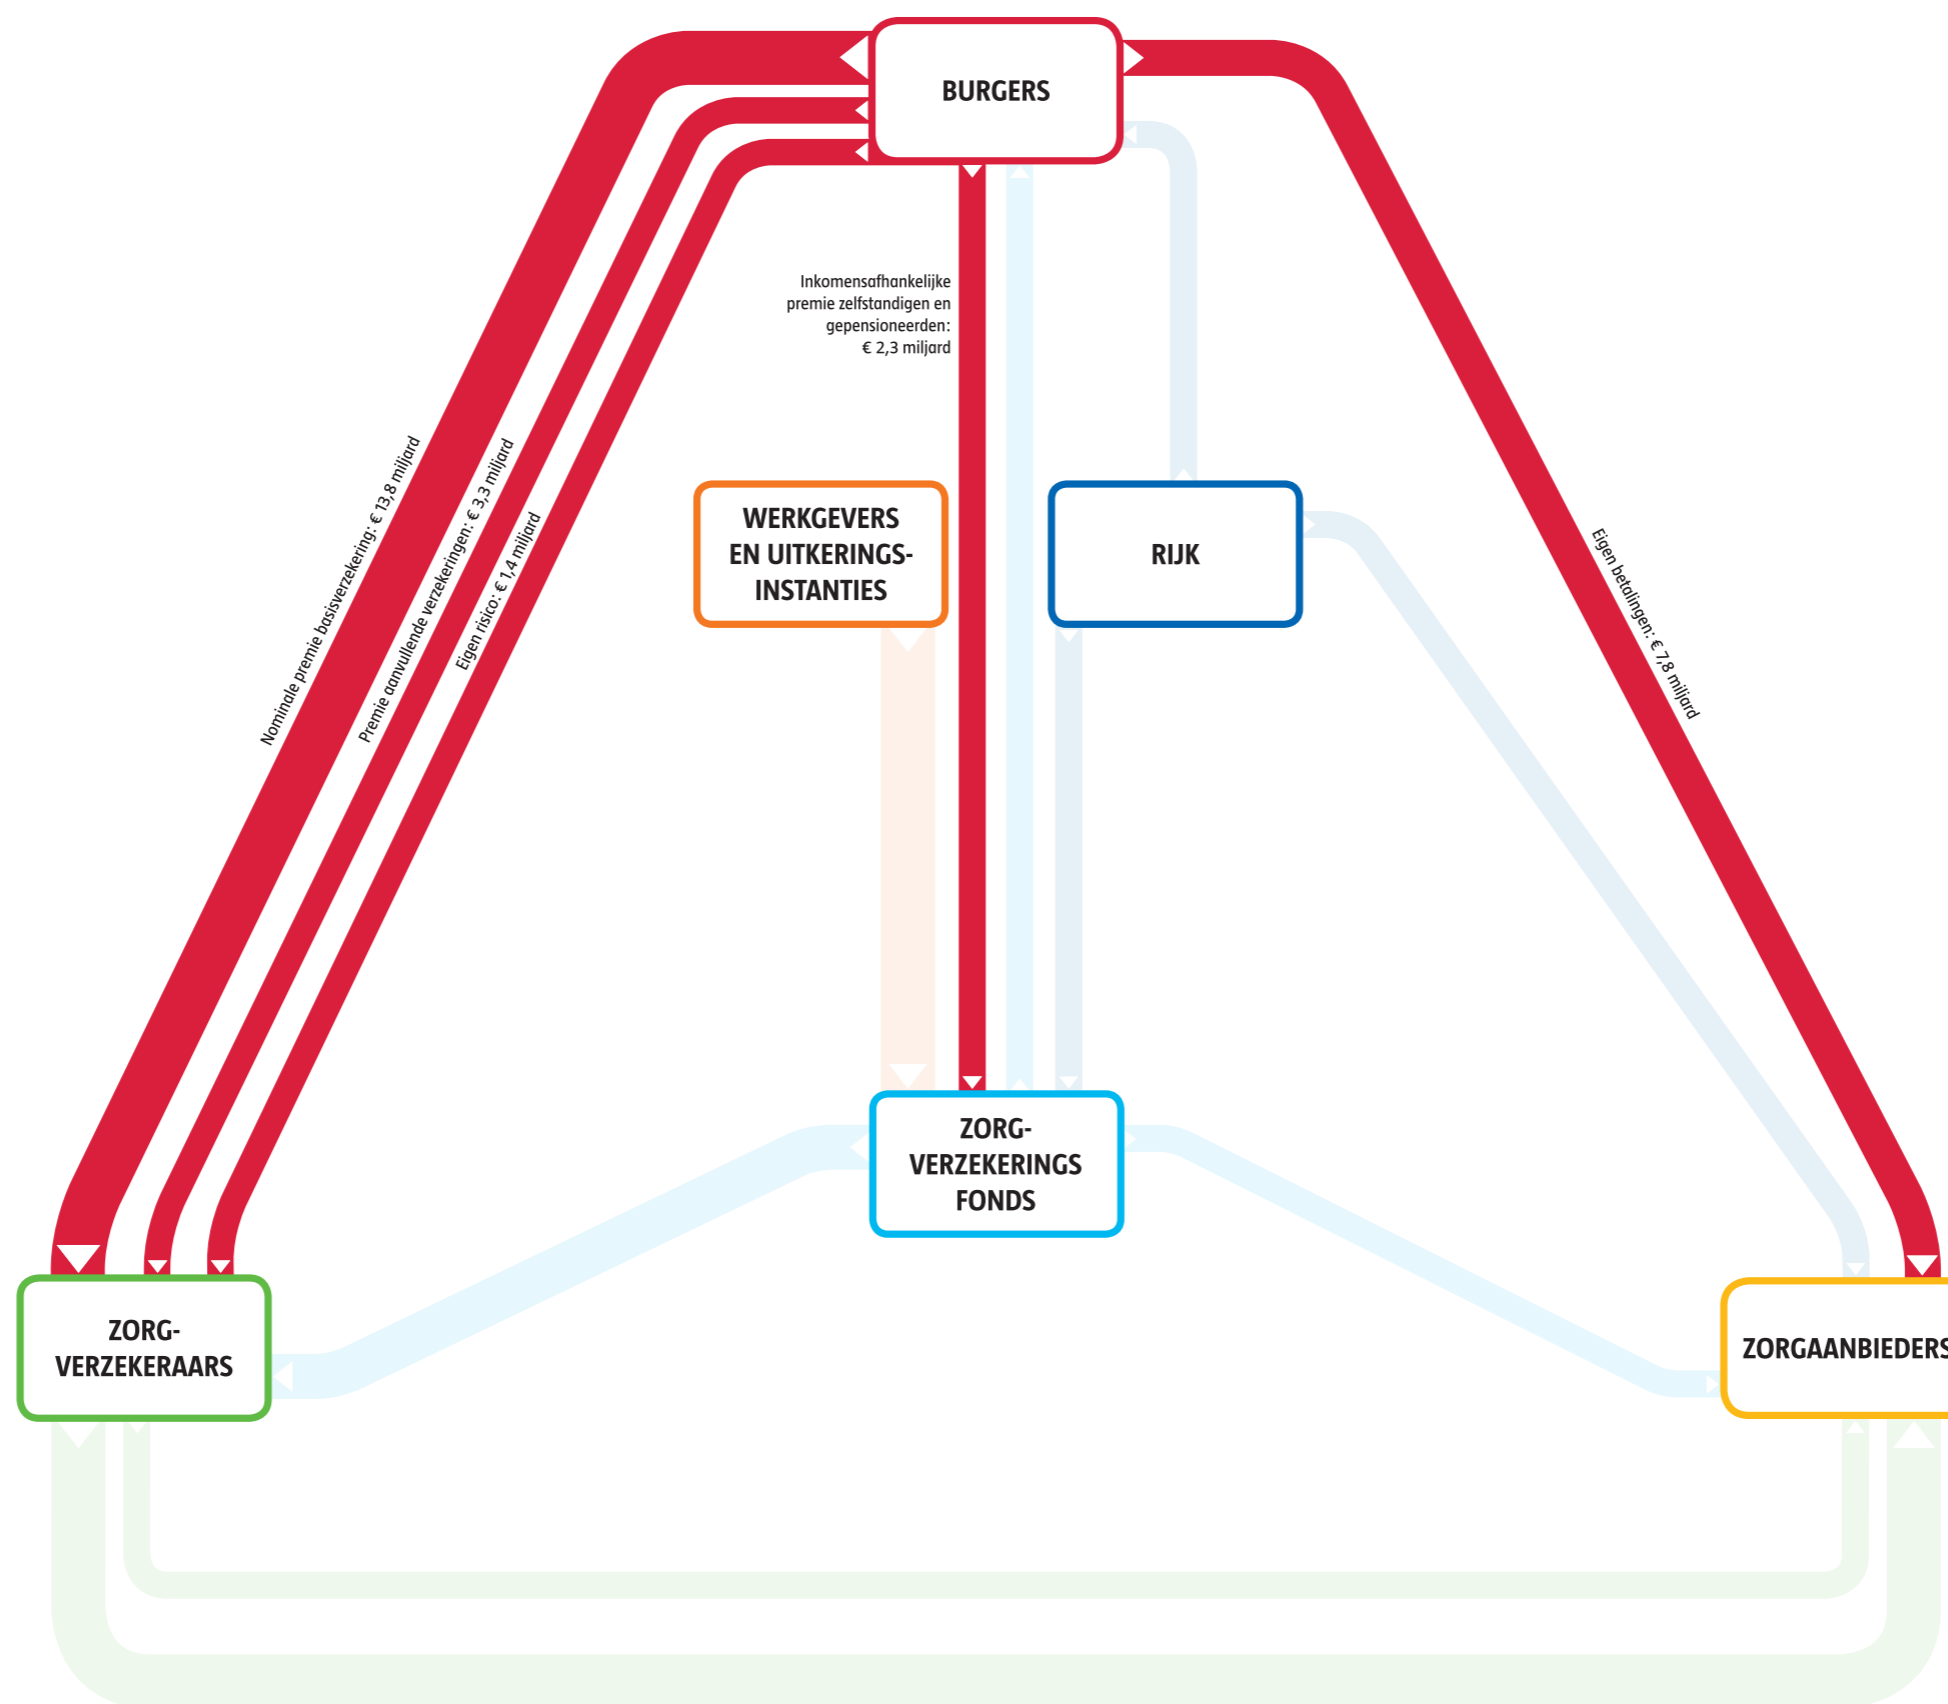 BURGERS
Inkomensafhankelijke
premie zelfstandigen en
gepensioneerden:
€ 2,3 miljard
Nominale premie basisverzekering: € 13,8 miljard
Premie aanvullende verzekeringen: € 3,3 miljard
Eigen risico: € 1,4 miljard
WERKGEVERS
EN UITKERINGS-
INSTANTIES
RIJK
Eigen betalingen: € 7,8 miljard
ZORG-
VERZEKERINGS
FONDS
ZORG-
VERZEKERAARS
ZORGAANBIEDERS